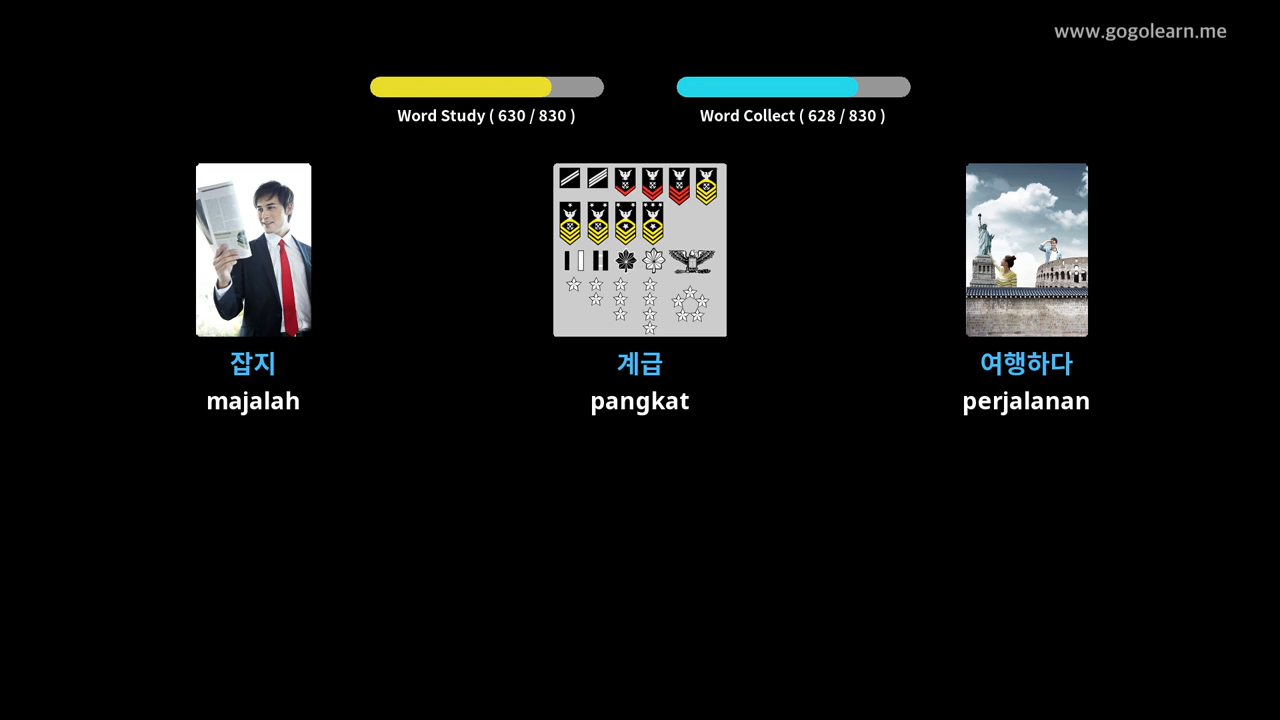 www.gogolearn.me
Word Study ( 630 / 830 )
Word Collect ( 628 / 830 )
잡지
majalah
계급
pangkat
여행하다
perjalanan